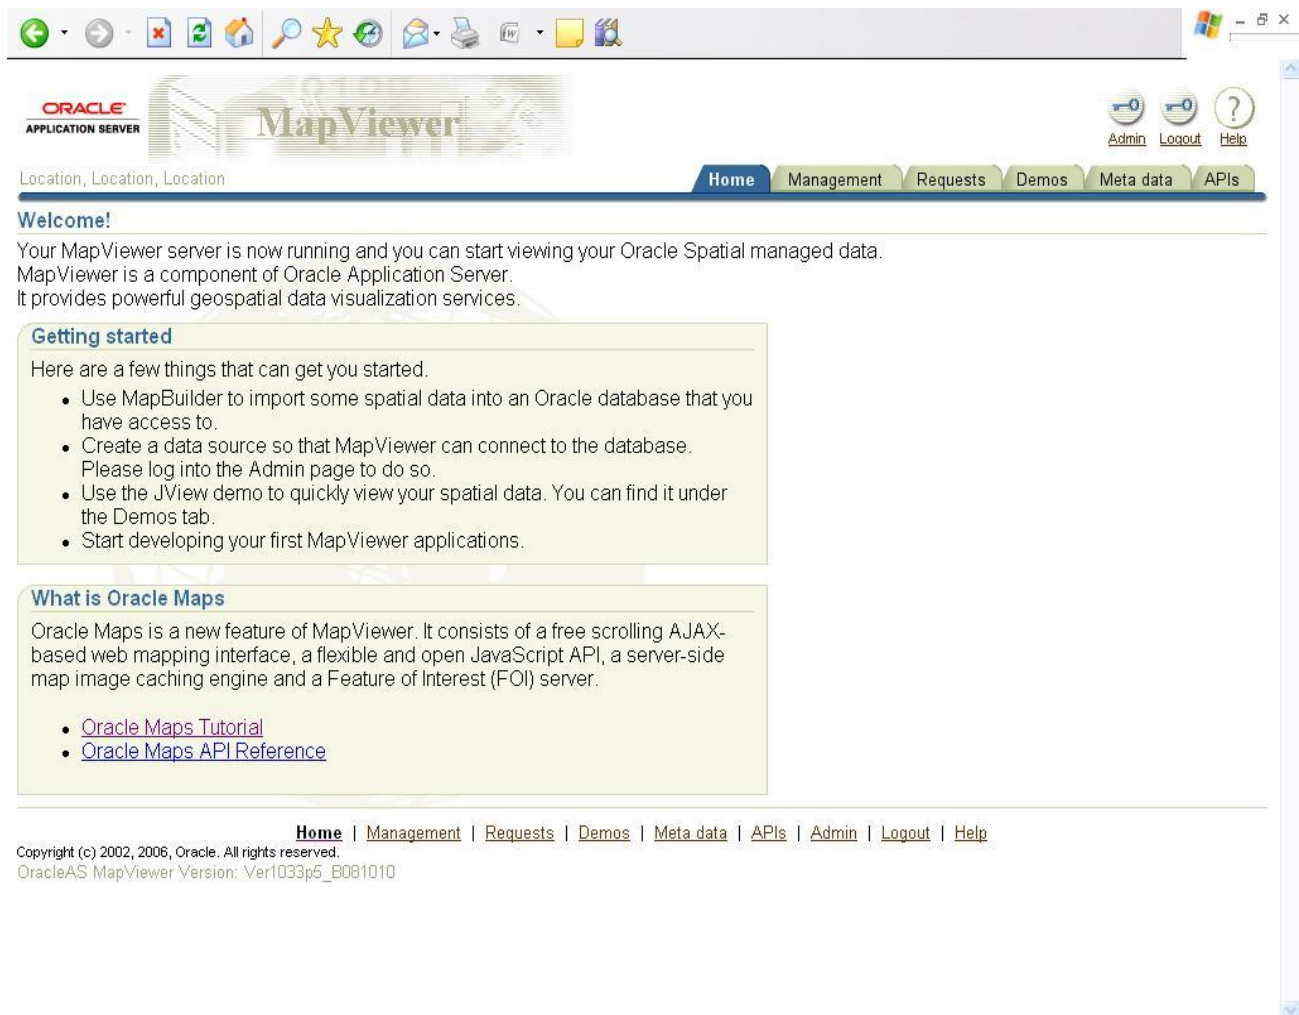 ORACLE
APPLICATION SERVER
MapViewer
Admin Logout Help
Location, Location, Location
Home Management Requests Demos Meta data APIs
Welcome!
Your MapViewer server is now running and you can start viewing your Oracle Spatial managed data.
MapViewer is a component of Oracle Application Server.
It provides powerful geospatial data visualization services.
Getting started
Here are a few things that can get you started.
• Use MapBuilder to import some spatial data into an Oracle database that you
have access to.
• Create a data source so that MapViewer can connect to the database.
Please log into the Admin page to do so.
• Use the JView demo to quickly view your spatial data. You can find it under
the Demos tab.
• Start developing your first MapViewer applications.
What is Oracle Maps
Oracle Maps is a new feature of MapViewer. It consists of a free scrolling AJAX-
based web mapping interface, a flexible and open JavaScript API, a server-side
map image caching engine and a Feature of Interest (FOI) server.
• Oracle Maps Tutorial
• Oracle Maps API Reference
Home | Management | Requests | Demos | Meta data | APIs | Admin | Logout | Help
Copyright (c) 2002, 2006, Oracle. All rights reserved.
OracleAS MapViewer Version: Ver1033p5_B081010